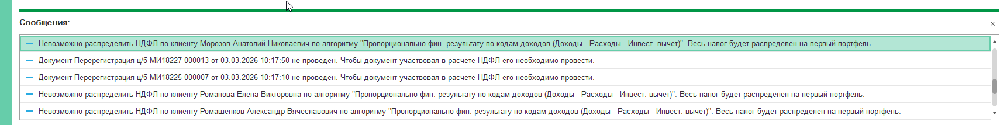 Сообщения:
Невозможно распределить НДФЛ по клиенту Морозов Анатолий Николаевич по алгоритму "Пропорционально фин. результату по кодам доходов (Доходы - Расходы - Инвест. вычет)". Весь налог будет распределен на первый портфель.
Документ Перерегистрация ц/б МИ18227-000013 от 03.03.2026 10:17:50 не проведен. Чтобы документ участвовал в расчете НДФЛ его необходимо провести.
Документ Перерегистрация ц/б МИ18225-000007 от 03.03.2026 10:17:10 не проведен. Чтобы документ участвовал в расчете НДФЛ его необходимо провести.
Невозможно распределить НДФЛ по клиенту Романова Елена Викторовна по алгоритму "Пропорционально фин. результату по кодам доходов (Доходы - Расходы - Инвест. вычет)". Весь налог будет распределен на первый портфель.
Невозможно распределить НДФЛ по клиенту Ромашенков Александр Вячеславович по алгоритму "Пропорционально фин. результату по кодам доходов (Доходы - Расходы - Инвест. вычет)". Весь налог будет распределен на первый портфель.